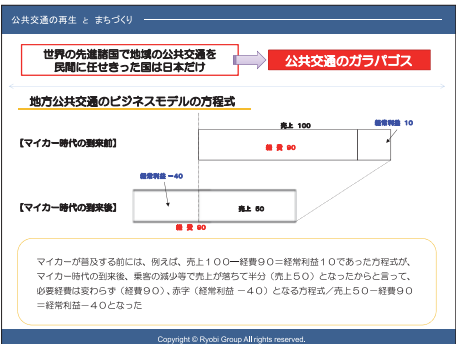 公共交通の再生 と まちづくり
世界の先進諸国で地域の公共交通を
民間に任せ言った国は日本だけ
公共交通のガラパゴス
地方公共交通のビジネスモデルの方程式
売上 100
経常利益 10
【マイカー時代の到来前】
経 費 90
経常利益 -40
【マイカー時代の到来後】
売上 50
経 費 90
マイカーが普及する前には、例えば、売上100ー経費90=経常利益10であった方程式が、
マイカー時代の到来後、乗客の減少等で売上が落ちて半分（売上50）となったからと言って、
必要経費は変わらず（経費90）、赤字（経常利益 -40）となる方程式/売上50-経費90
=経常利益-40となった
Copyright © Ryobi Group All rights reserved.